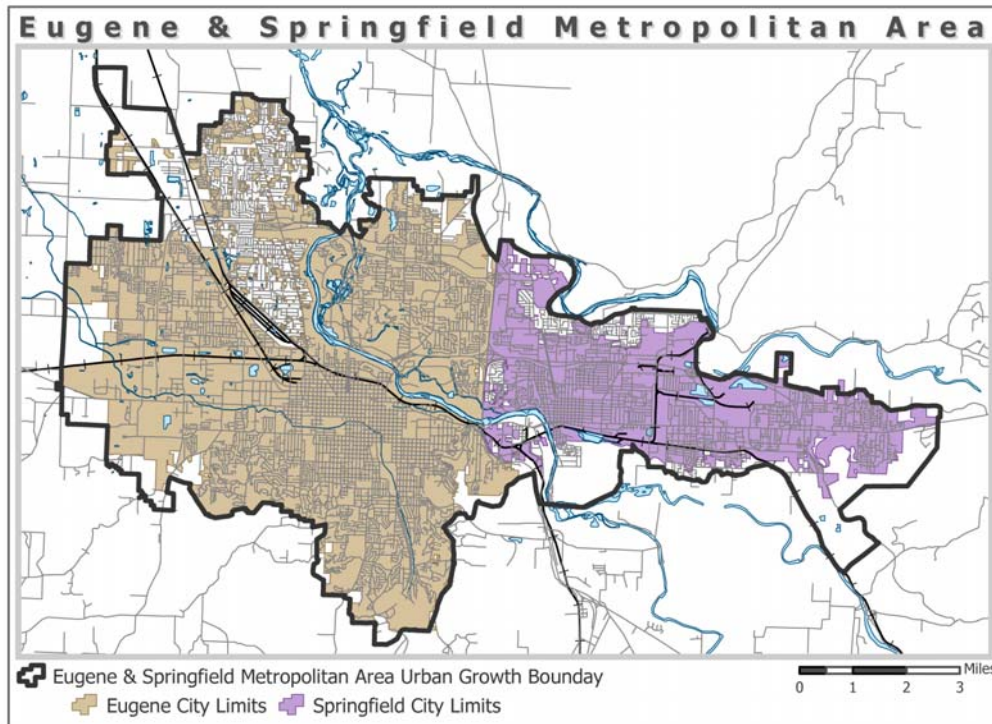 Eugene & Springfield Metropolitan Area
Eugene & Springfield Metropolitan Area Urban Growth Bounday
Eugene City Limits Springfield City Limits
Miles
0 1 2 3